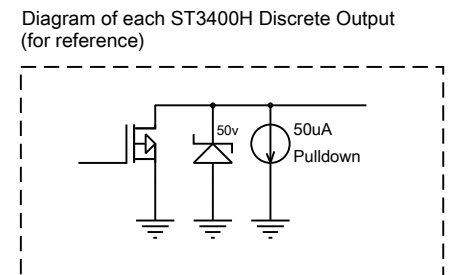 Diagram of each ST3400H Discrete Output
(for reference)
50v
50uA
Pulldown